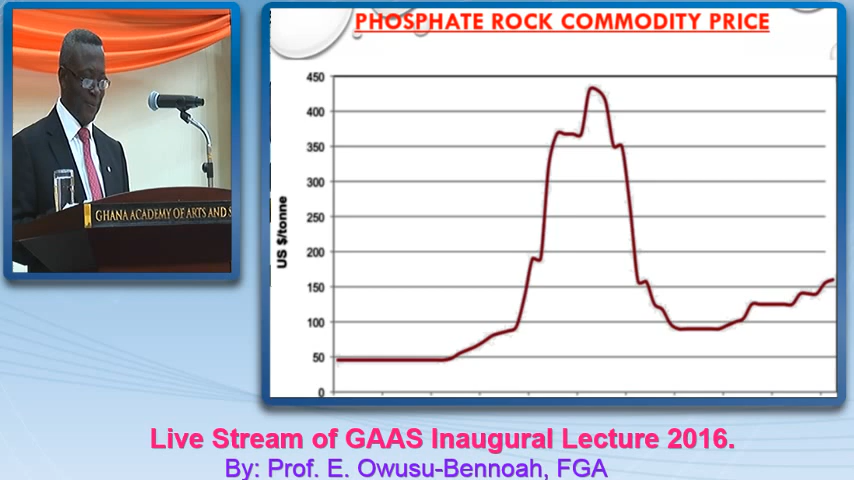 PHOSPHATE ROCK COMMODITY PRICE
450
400
350
300
250
200
150
100
50
0
US $/tonne
GHANA ACADEMY OF ARTS AND S
Live Stream of GAAS Inaugural Lecture 2016.
By: Prof. E. Owusu-Bennoah, FGA